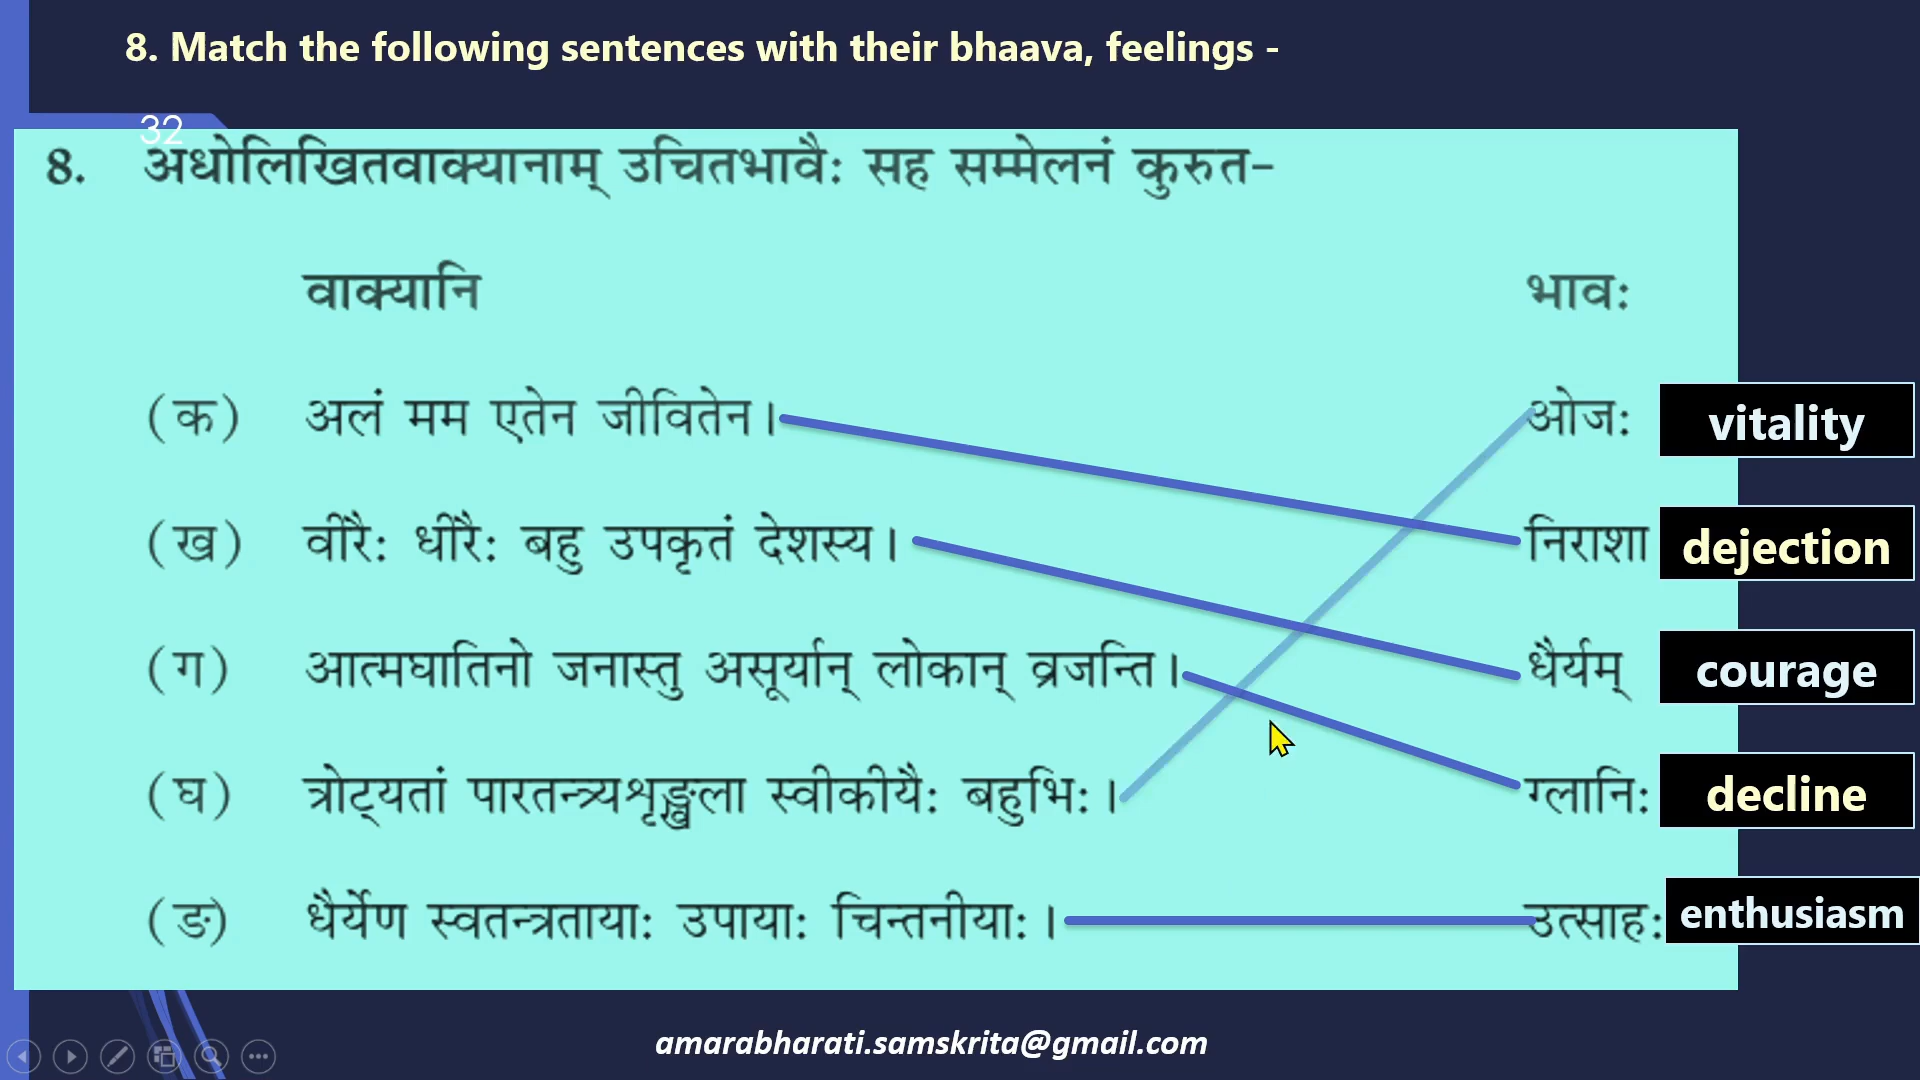 8. Match the following sentences with their bhaava, feelings -
32
8. अधोलिखितवाक्यानाम् उचितभावैः सह सम्मेलनं कुरुत–
वाक्यानि भावः
(क) अलं मम एतेन जीवितेन। ओजः vitality
(ख) वीरैः धीरैः बहु उपकृतं देशस्य। निराशा dejection
(ग) आत्मघातिनो जनास्तु असूर्यान् लोकान् व्रजन्ति। धैर्यम् courage
(घ) त्रोट्यतां पारतन्त्र्यशृङ्खला स्वीकीयैः बहुभिः। ग्लानिः decline
(ङ) धैर्येण स्वतन्त्रतायाः उपायाः चिन्तनीयाः। उत्साहः enthusiasm
amarabharati.samskrita@gmail.com